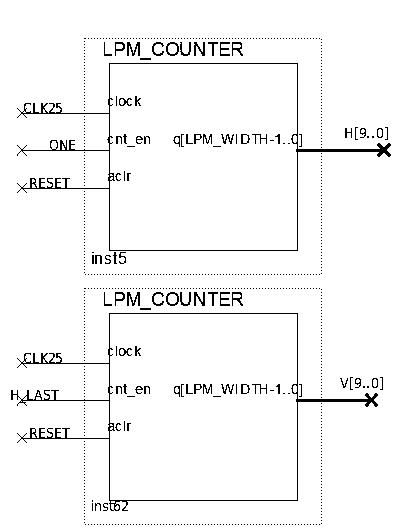 LPM_COUNTER
CLK25
clock
ONE
cnt_en
q[LPM_WIDTH-1..0]
H[9..0]
RESET
aclr
inst5
LPM_COUNTER
CLK25
clock
H_LAST
cnt_en
q[LPM_WIDTH-1..0]
V[9..0]
RESET
aclr
inst62